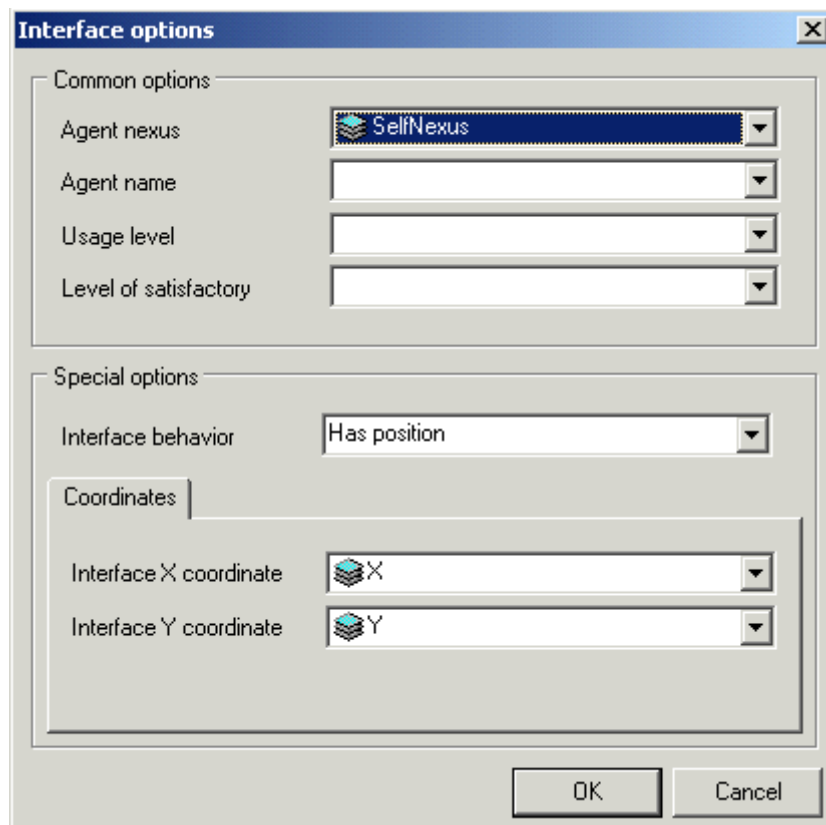 Interface options
Common options
Agent nexus SelfNexus
Agent name
Usage level
Level of satisfactory
Special options
Interface behavior Has position
Coordinates
Interface X coordinate X
Interface Y coordinate Y
OK Cancel